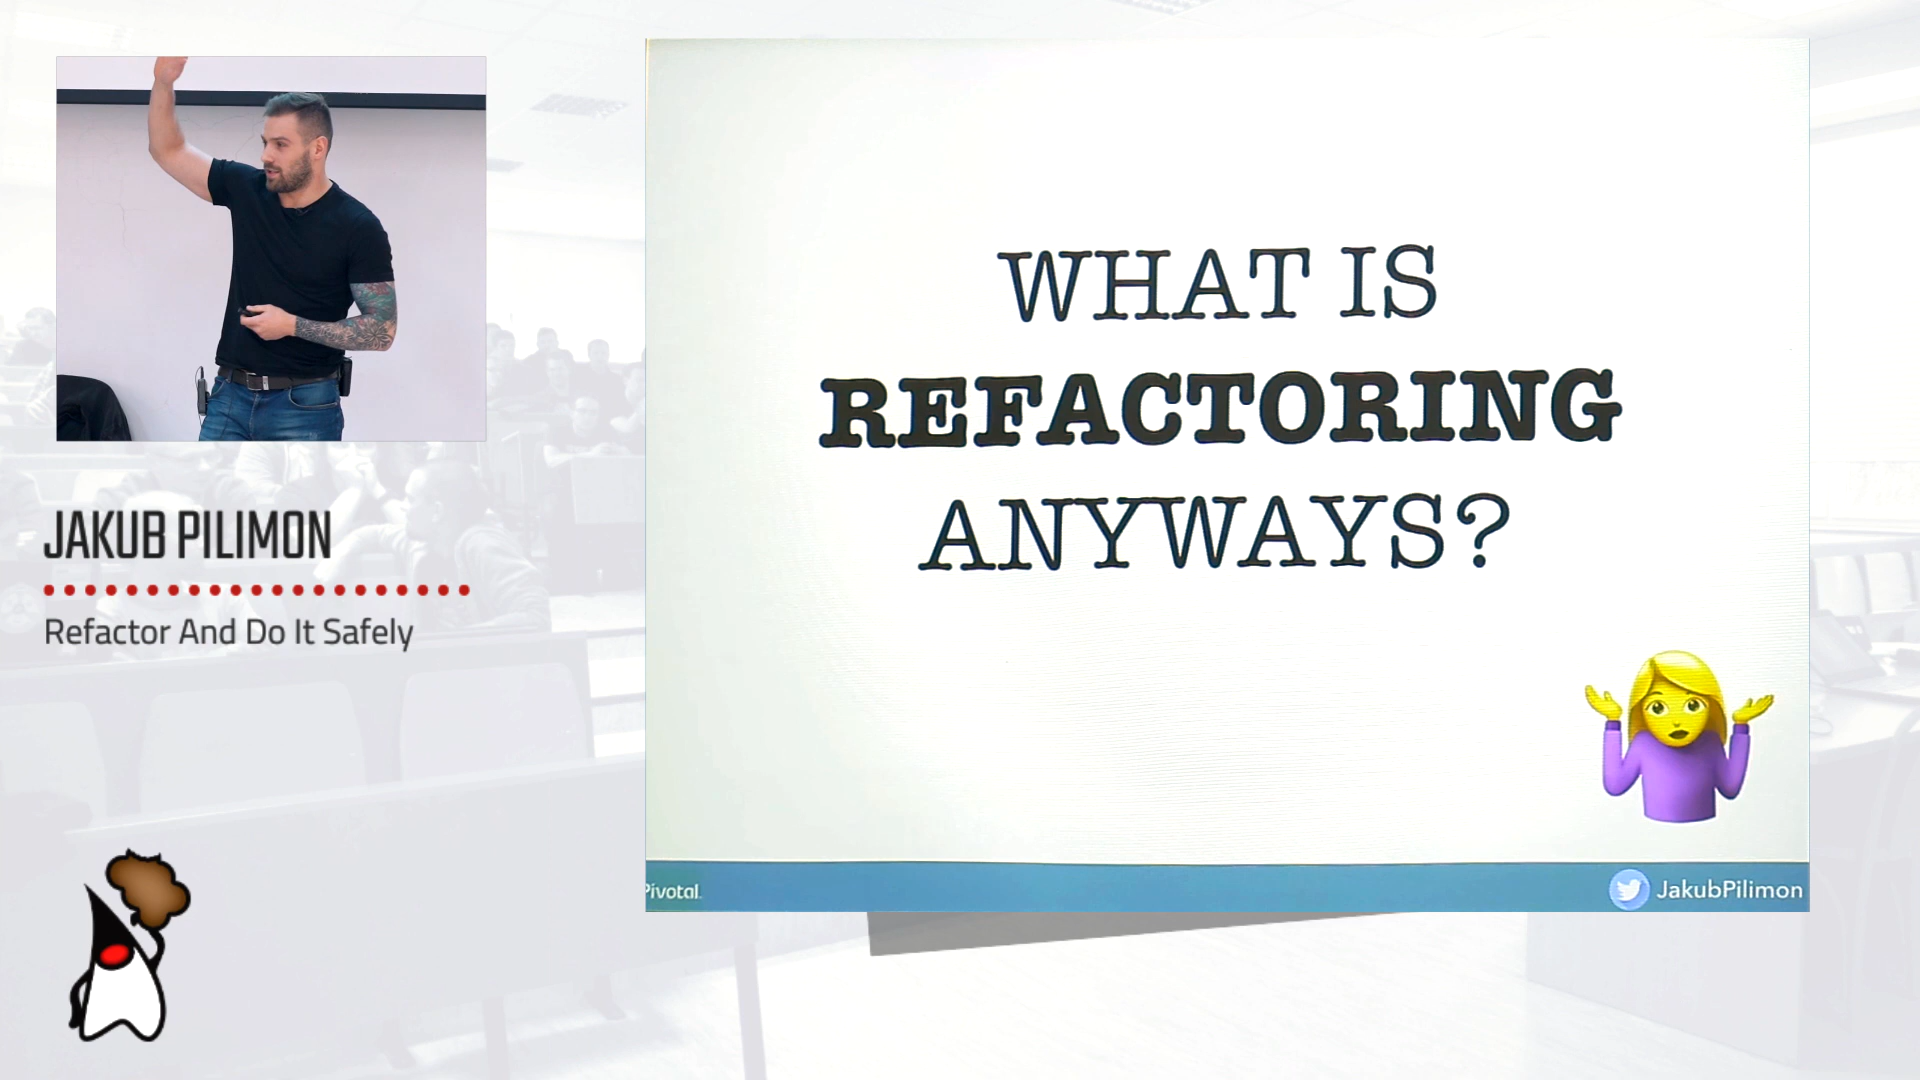 JAKUB PILIMON
Refactor And Do It Safely
WHAT IS
REFACTORING
ANYWAYS?
Pivotal.
JakubPilimon